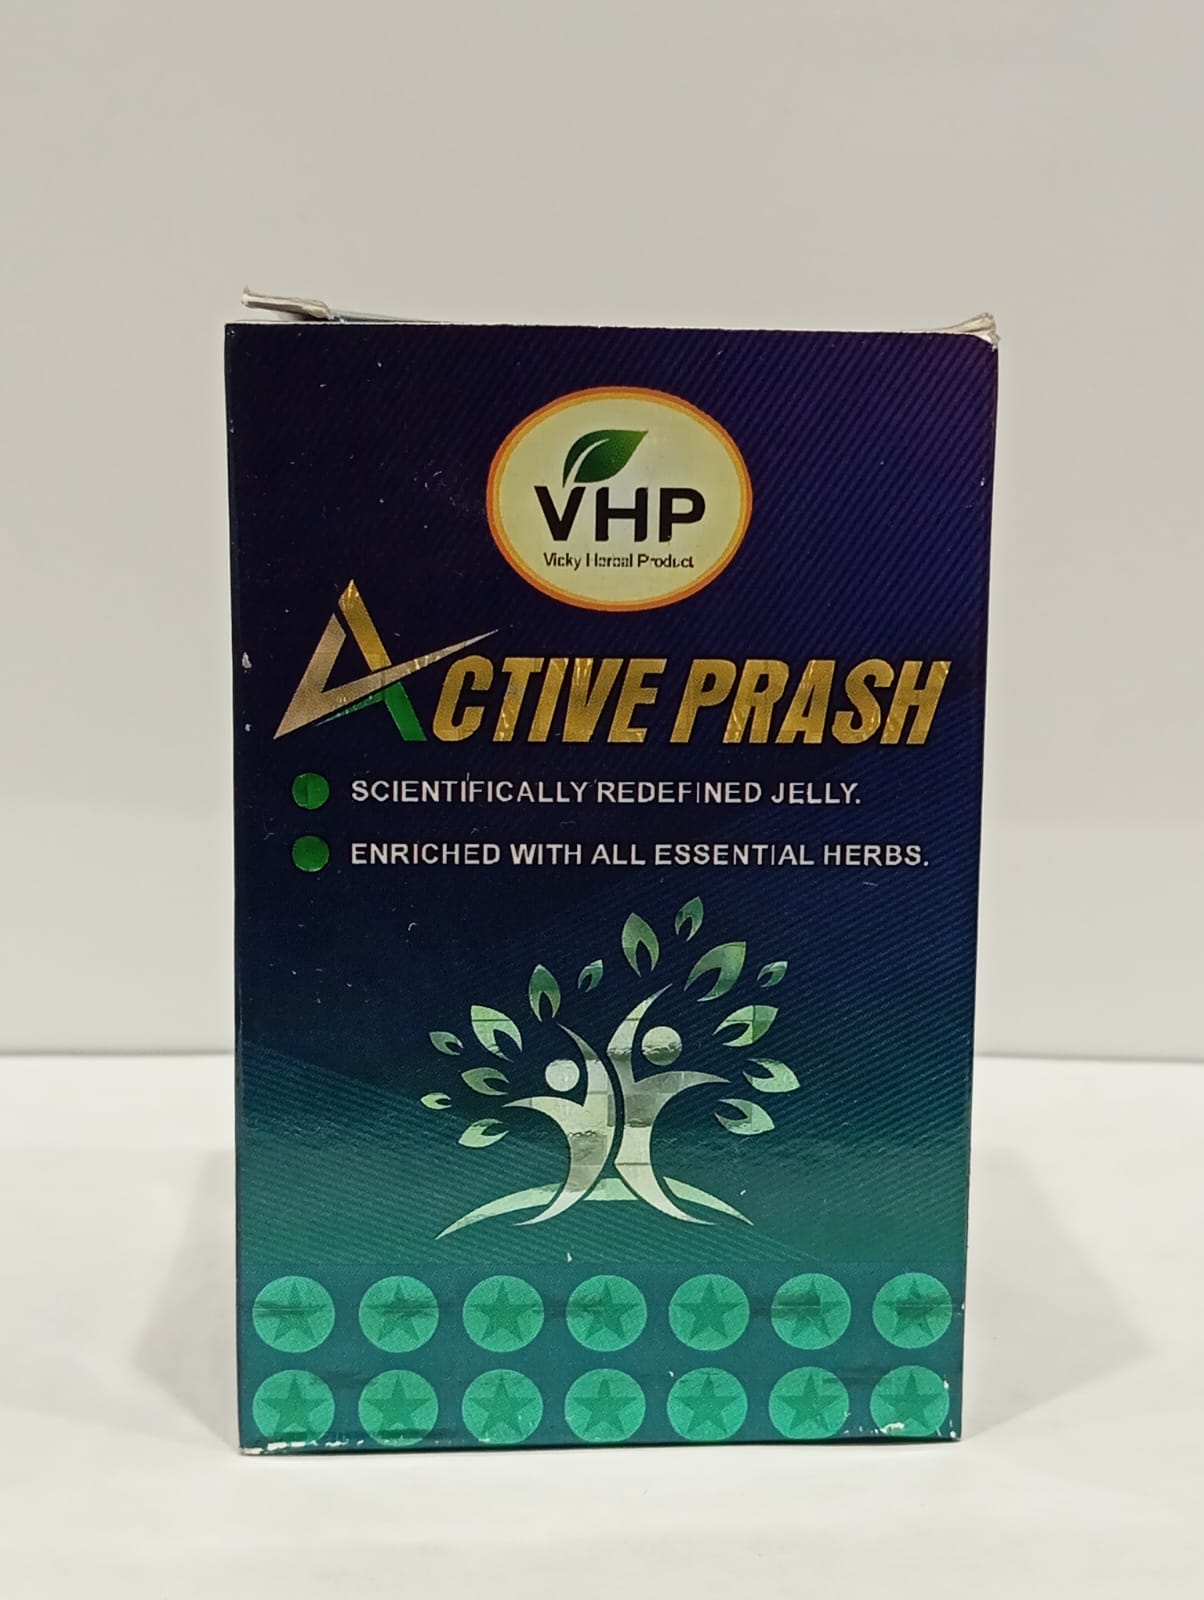 VHP
Vicky Herbal Product
ACTIVE PRASH
SCIENTIFICALLY REDEFINED JELLY.
ENRICHED WITH ALL ESSENTIAL HERBS.